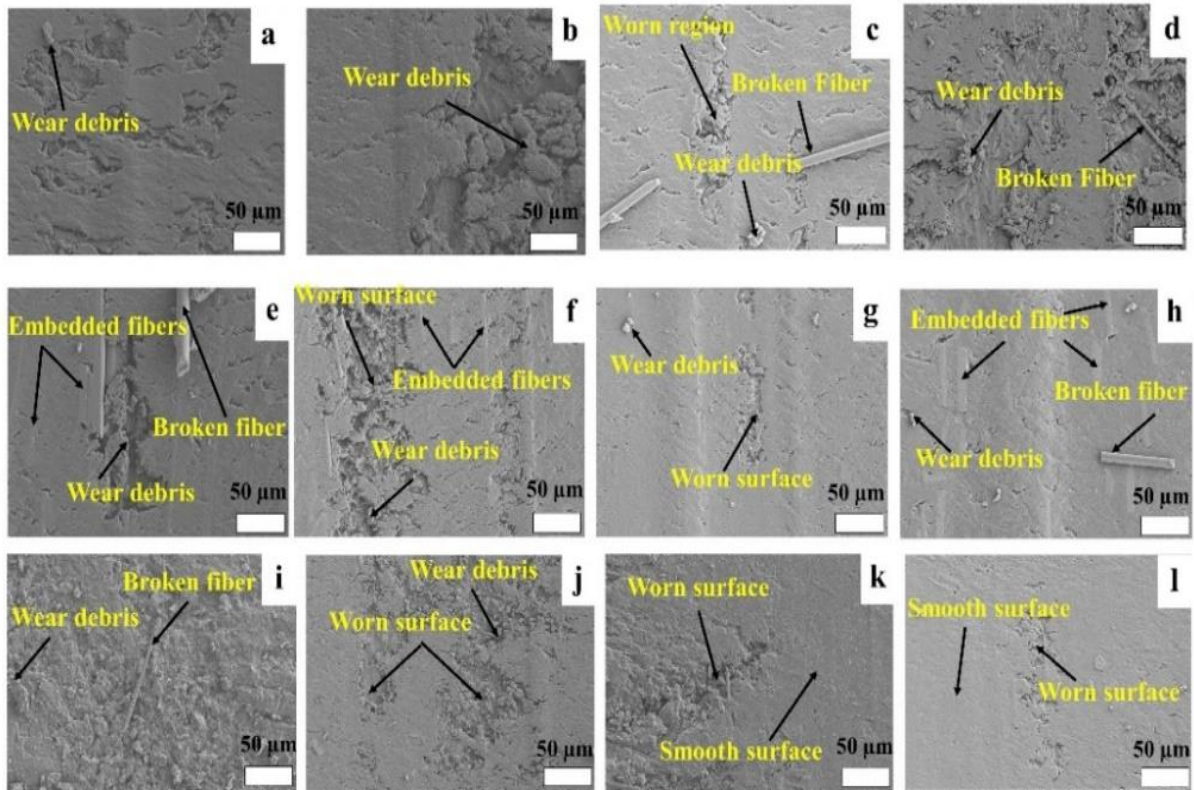 a
Wear debris
50 µm
b
Wear debris
50 µm
c
Worn region
Broken Fiber
Wear debris
50 µm
d
Wear debris
Broken Fiber
50 µm
e
Embedded fibers
Broken fiber
Wear debris
50 µm
f
Worn surface
Embedded fibers
Wear debris
50 µm
g
Wear debris
Worn surface
50 µm
h
Embedded fibers
Broken fiber
Wear debris
50 µm
i
Broken fiber
Wear debris
50 µm
j
Wear debris
Worn surface
50 µm
k
Worn surface
Smooth surface
50 µm
l
Smooth surface
Worn surface
50 µm